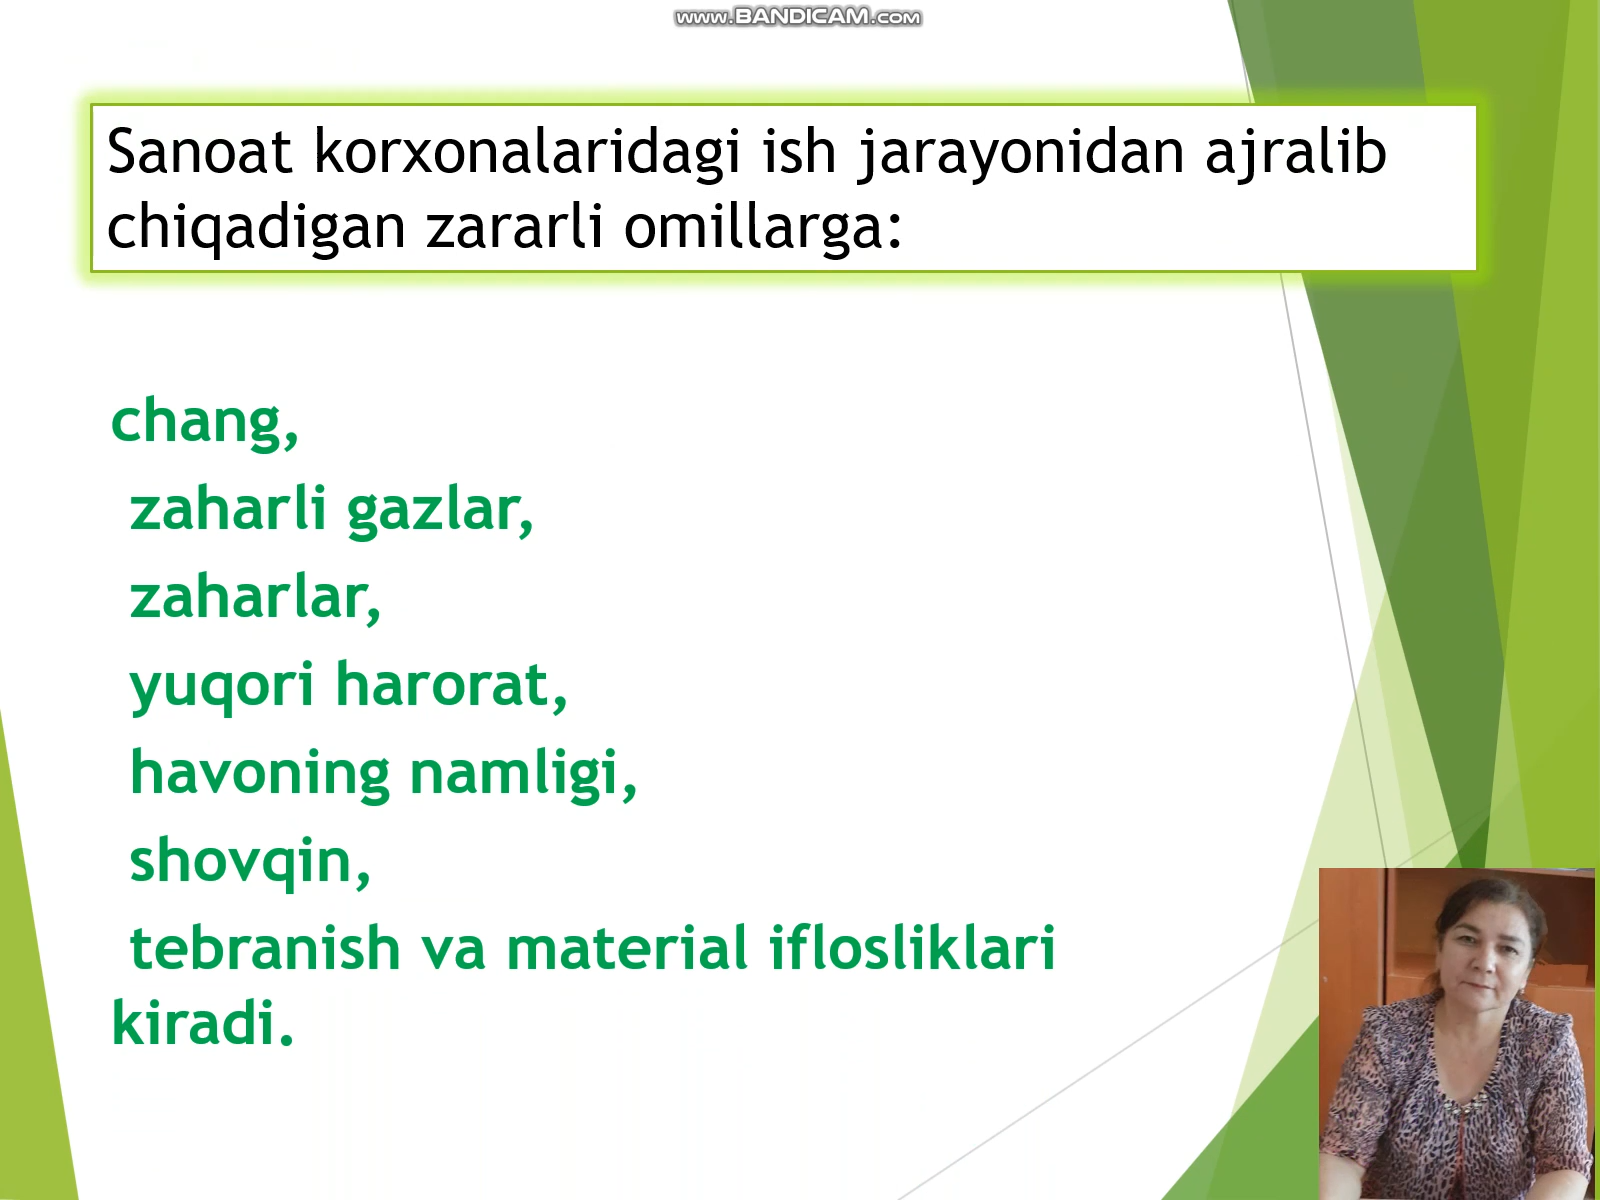 www.BANDICAM.com
Sanoat korxonalaridagi ish jarayonidan ajralib
chiqadigan zararli omillarga:
chang,
zaharli gazlar,
zaharlar,
yuqori harorat,
havoning namligi,
shovqin,
tebranish va material iflosliklari
kiradi.